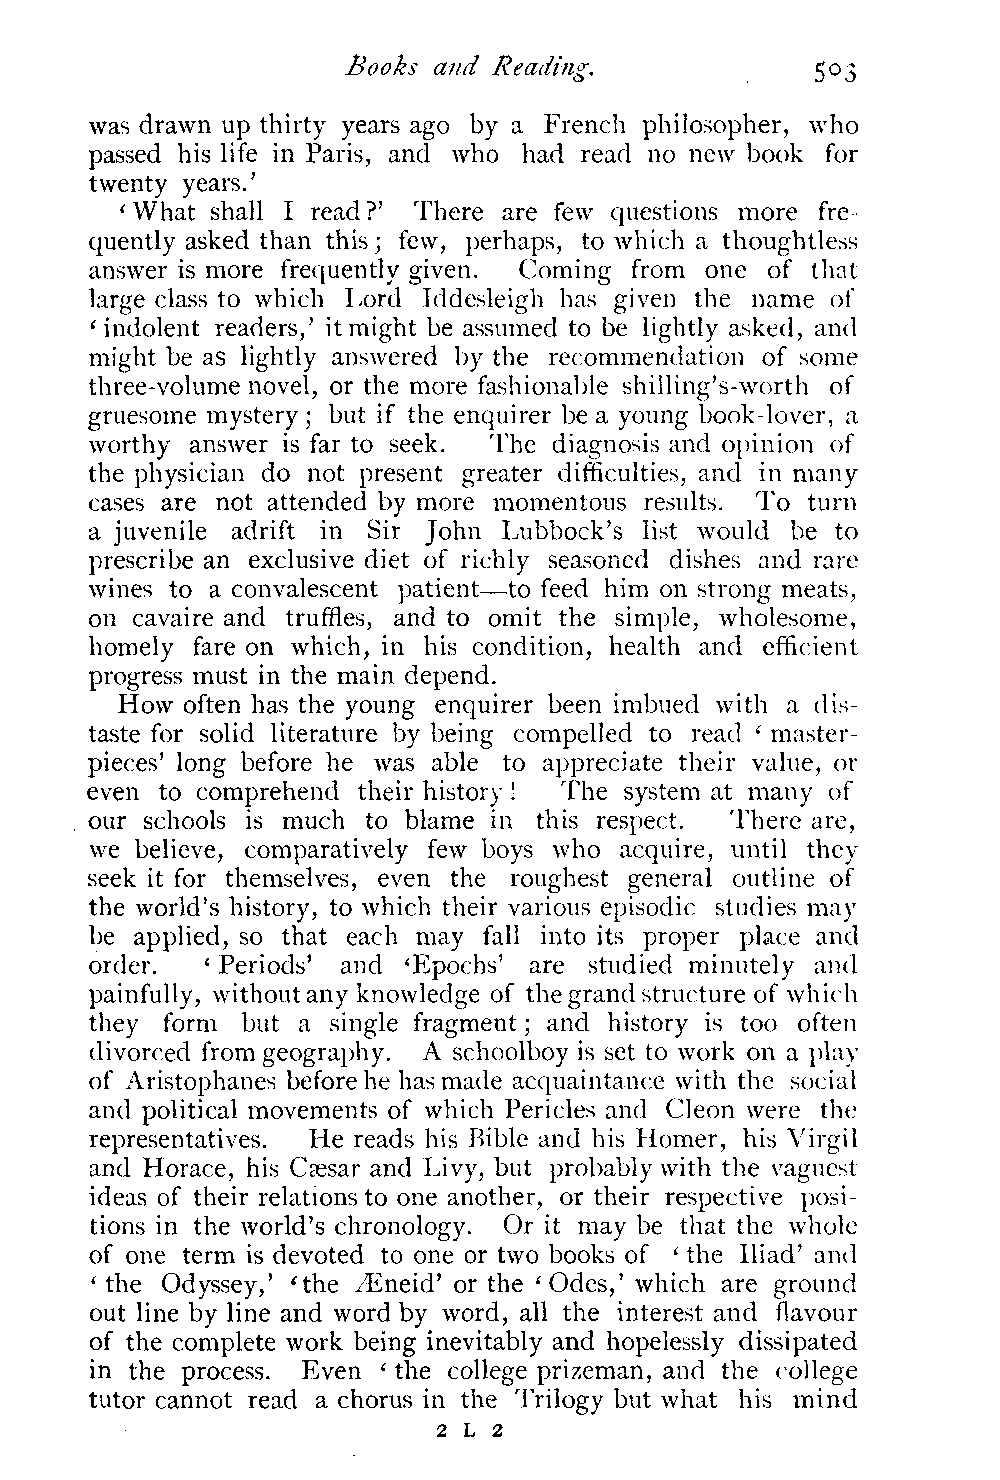 Books and Reading. 503
was drawn up thirty years ago by a French philosopher, who
passed his life in Paris, and who had read no new book for
twenty years.'
‘What shall I read?’ There are few questions more fre-
quently asked than this; few, perhaps, to which a thoughtless
answer is more frequently given. Coming from one of that
large class to which Lord Iddesleigh has given the name of
‘indolent readers,’ it might be assumed to be lightly asked, and
might be as lightly answered by the recommendation of some
three-volume novel, or the more fashionable shilling's-worth of
gruesome mystery; but if the enquirer be a young book-lover, a
worthy answer is far to seek. The diagnosis and opinion of
the physician do not present greater difficulties, and in many
cases are not attended by more momentous results. To turn
a juvenile adrift in Sir John Lubbock's list would be to
prescribe an exclusive diet of richly seasoned dishes and rare
wines to a convalescent patient—to feed him on strong meats,
on cavaire and truffles, and to omit the simple, wholesome,
homely fare on which, in his condition, health and efficient
progress must in the main depend.
How often has the young enquirer been imbued with a dis-
taste for solid literature by being compelled to read ‘master-
pieces’ long before he was able to appreciate their value, or
even to comprehend their history! The system at many of
our schools is much to blame in this respect. There are,
we believe, comparatively few boys who acquire, until they
seek it for themselves, even the roughest general outline of
the world's history, to which their various episodic studies may
be applied, so that each may fall into its proper place and
order. ‘Periods’ and ‘Epochs’ are studied minutely and
painfully, without any knowledge of the grand structure of which
they form but a single fragment; and history is too often
divorced from geography. A schoolboy is set to work on a play
of Aristophanes before he has made acquaintance with the social
and political movements of which Pericles and Cleon were the
representatives. He reads his Bible and his Homer, his Virgil
and Horace, his Cæsar and Livy, but probably with the vaguest
ideas of their relations to one another, or their respective posi-
tions in the world's chronology. Or it may be that the whole
of one term is devoted to one or two books of ‘the Iliad’ and
‘the Odyssey,’ ‘the Æneid’ or the ‘Odes,’ which are ground
out line by line and word by word, all the interest and flavour
of the complete work being inevitably and hopelessly dissipated
in the process. Even ‘the college prizeman, and the college
tutor cannot read a chorus in the Trilogy but what his mind
2 L 2